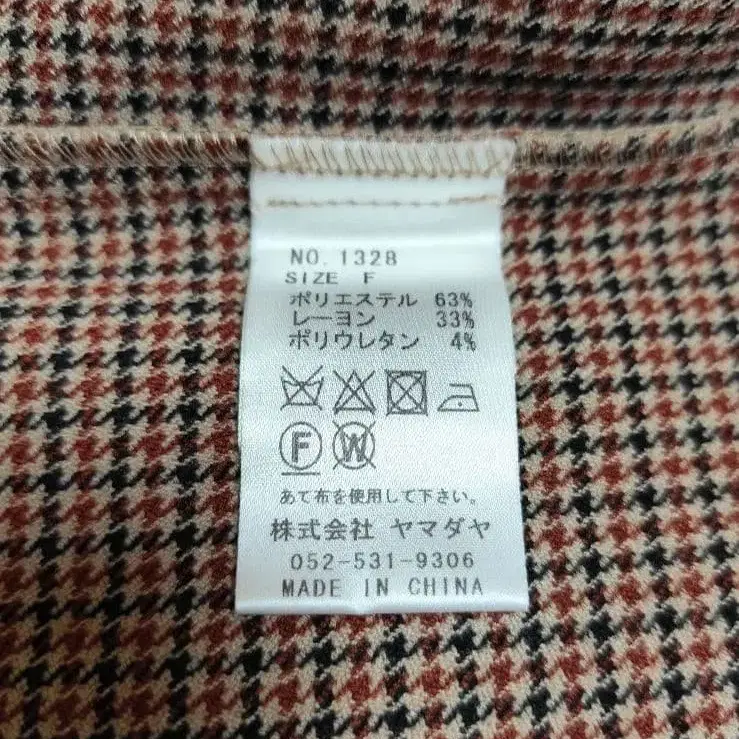 NO. 1328
SIZE F
ポリエステル 63%
レーヨン 33%
ポリウレタン 4%
F W
あて布を使用して下さい。
株式会社 ヤマダヤ
052-531-9306
MADE IN CHINA